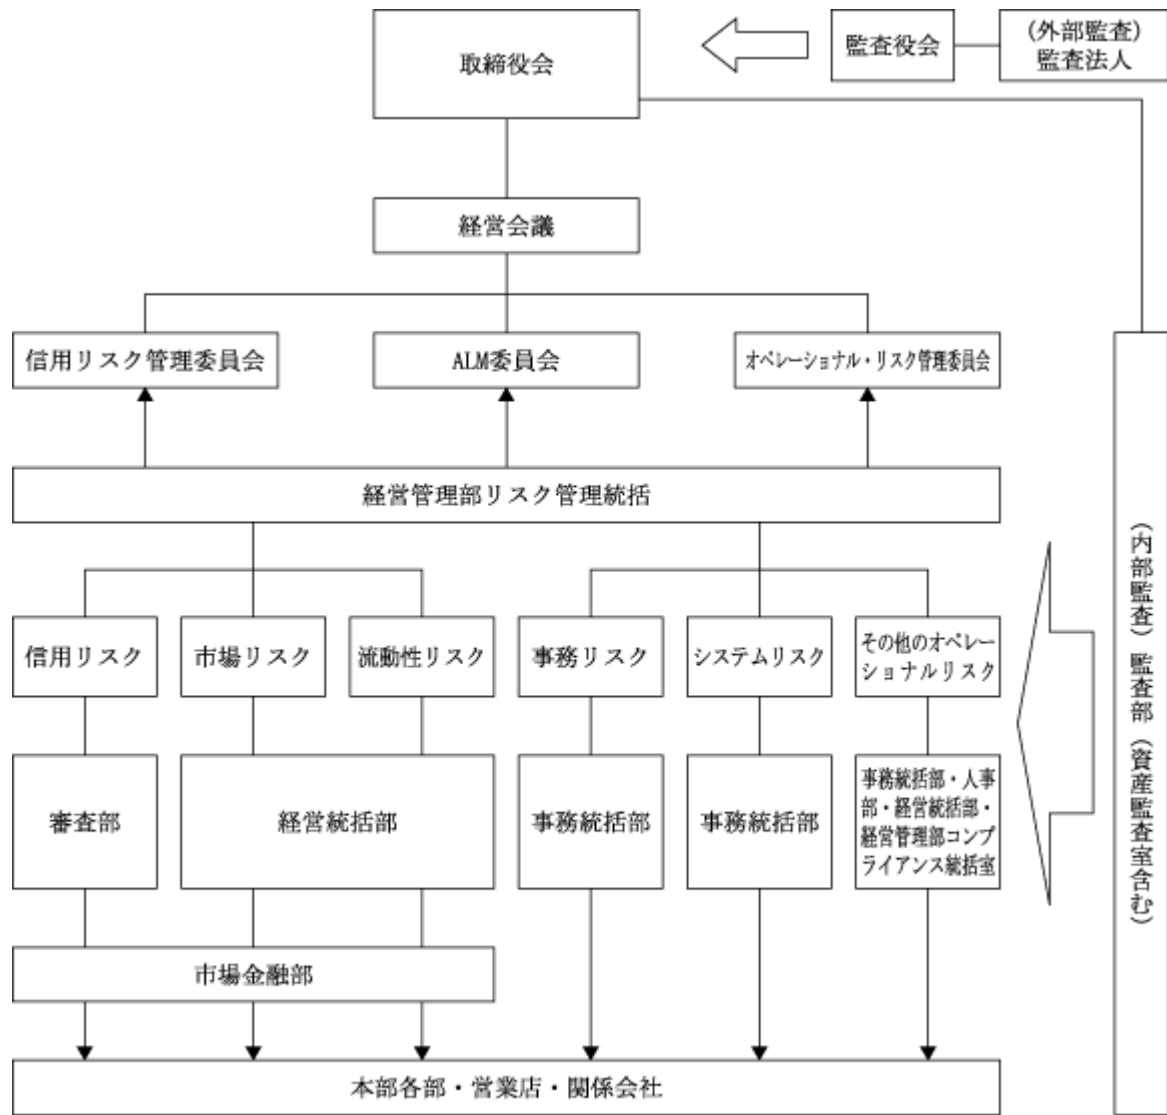 取締役会
監査役会
(外部監査)
監査法人
経営会議
信用リスク管理委員会
ALM委員会
オペレーショナル・リスク管理委員会
経営管理部リスク管理統括
信用リスク
市場リスク
流動性リスク
事務リスク
システムリスク
その他のオペレー
ショナルリスク
審査部
経営統括部
事務統括部
事務統括部
事務統括部・人事
部・経営統括部・
経営管理部コンプ
ライアンス統括室
市場金融部
本部各部・営業店・関係会社
(内部監査)監査部(資産監査室含む)